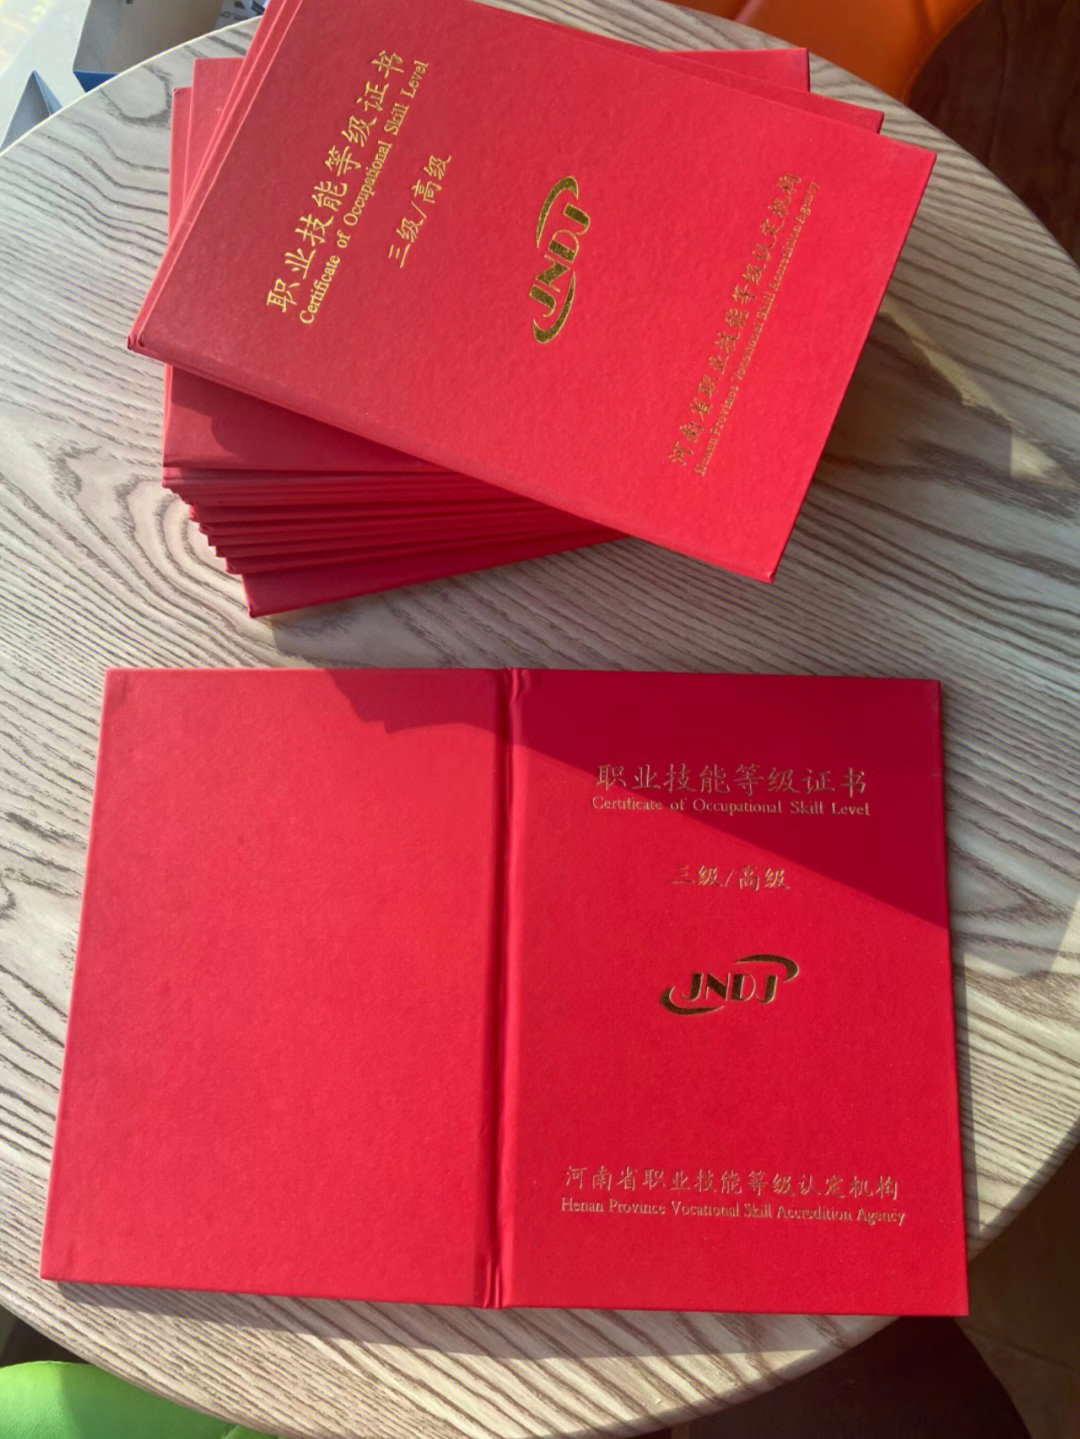 职业技能等级证书
Certificate of Occupational Skill Level
三级/高级
JNDJ
河南省职业技能等级认定机构
Henan Province Vocational Skill Accredition Agency
职业技能等级证书
Certificate of Occupational Skill Level
三级/高级
JNDJ
河南省职业技能等级认定机构
Henan Province Vocational Skill Accredition Agency